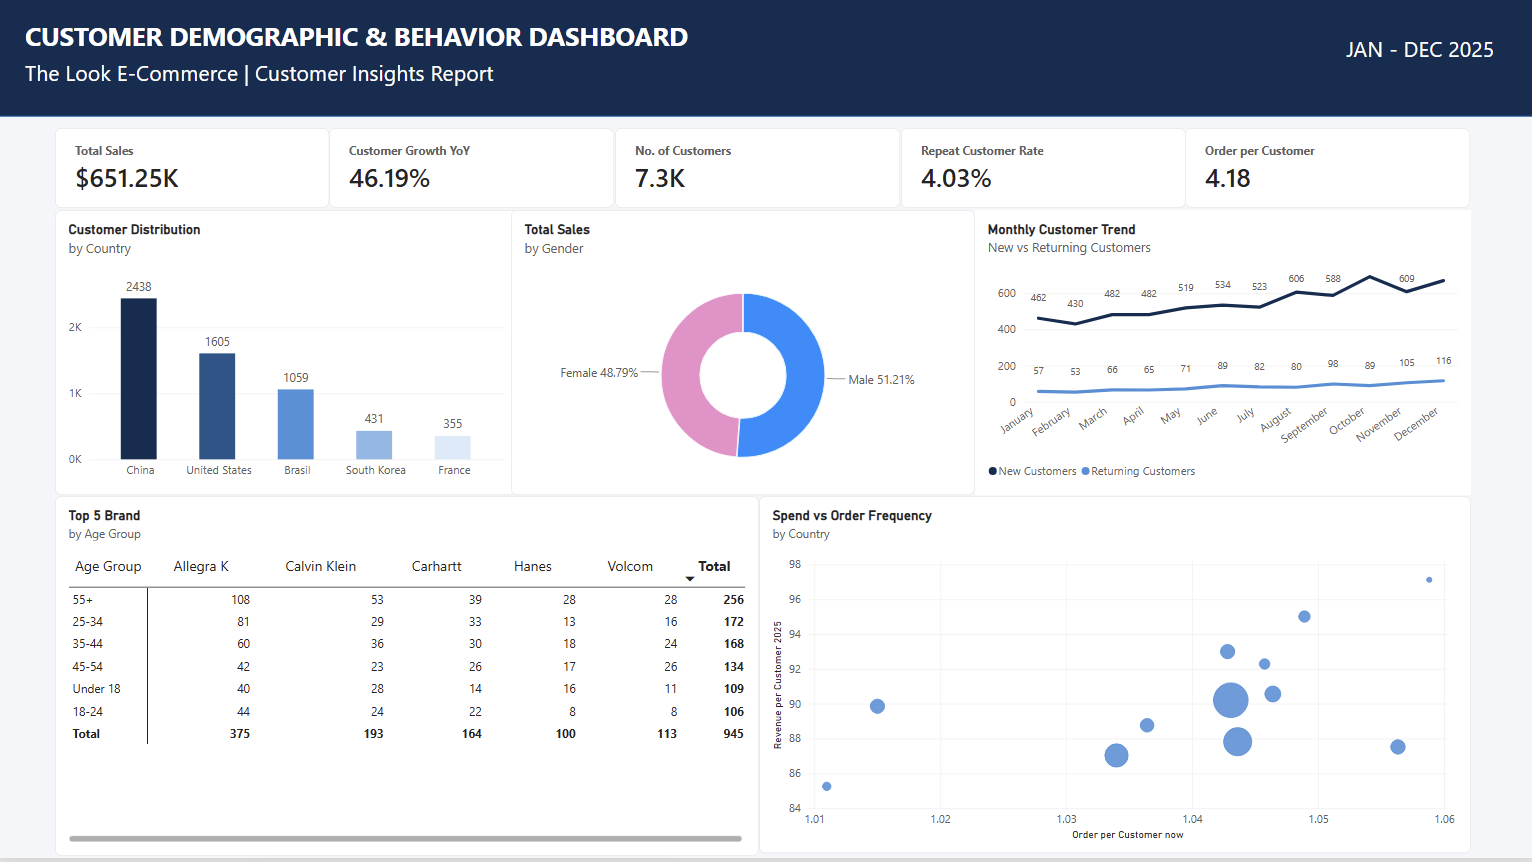 CUSTOMER DEMOGRAPHIC & BEHAVIOR DASHBOARD
The Look E-Commerce | Customer Insights Report
JAN - DEC 2025
Total Sales
$651.25K
Customer Growth YoY
46.19%
No. of Customers
7.3K
Repeat Customer Rate
4.03%
Order per Customer
4.18
Customer Distribution
by Country
2K
1K
0K
2438
1605
1059
431
355
China
United States
Brasil
South Korea
France
Total Sales
by Gender
Female 48.79%
Male 51.21%
Monthly Customer Trend
New vs Returning Customers
600
400
200
0
462 430 482 482 519 534 523 606 588 609
57 53 66 65 71 89 82 80 98 89 105 116
January February March April May June July August September October November December
New Customers Returning Customers
Top 5 Brand
by Age Group
Age Group Allegra K Calvin Klein Carhartt Hanes Volcom Total
55+ 108 53 39 28 28 256
25-34 81 29 33 13 16 172
35-44 60 36 30 18 24 168
45-54 42 23 26 17 26 134
Under 18 40 28 14 16 11 109
18-24 44 24 22 8 8 106
Total 375 193 164 100 113 945
Spend vs Order Frequency
by Country
Revenue per Customer 2025
98
96
94
92
90
88
86
84
1.01 1.02 1.03 1.04 1.05 1.06
Order per Customer now